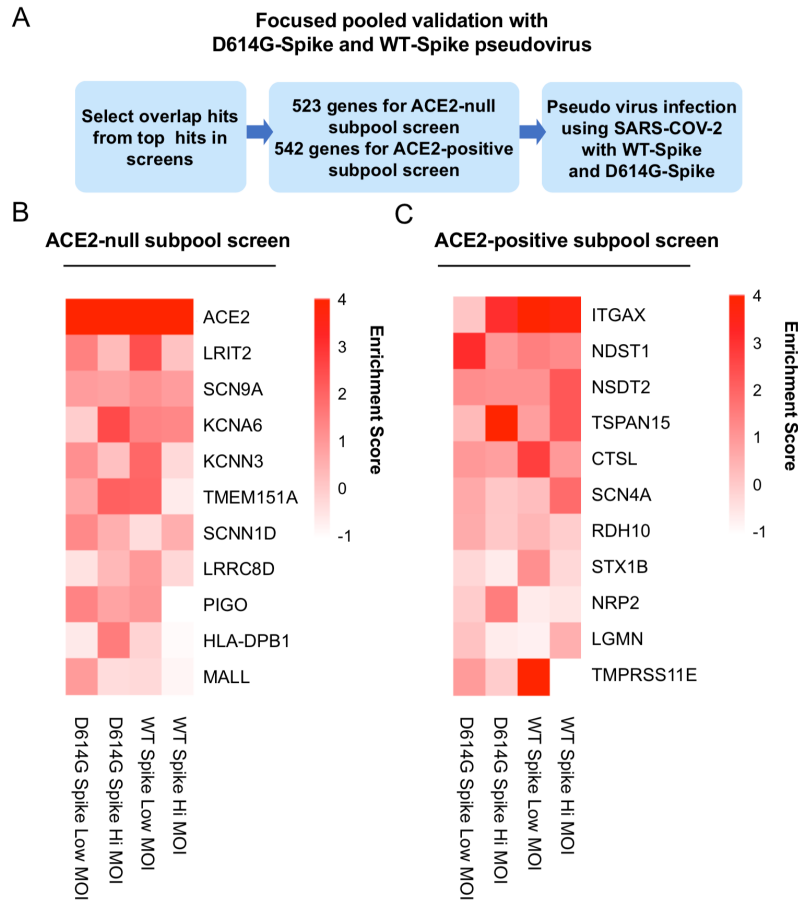 A
Focused pooled validation with
D614G-Spike and WT-Spike pseudovirus
Select overlap hits
from top hits in
screens
523 genes for ACE2-null
subpool screen
542 genes for ACE2-positive
subpool screen
Pseudo virus infection
using SARS-COV-2
with WT-Spike
and D614G-Spike
B
ACE2-null subpool screen
ACE2
LRIT2
SCN9A
KCNA6
KCNN3
TMEM151A
SCNN1D
LRRC8D
PIGO
HLA-DPB1
MALL
4
3
2
1
0
-1
Enrichment Score
D614G Spike Low MOI
D614G Spike Hi MOI
WT Spike Low MOI
WT Spike Hi MOI
C
ACE2-positive subpool screen
ITGAX
NDST1
NSDT2
TSPAN15
CTSL
SCN4A
RDH10
STX1B
NRP2
LGMN
TMPRSS11E
4
3
2
1
0
-1
Enrichment Score
D614G Spike Low MOI
D614G Spike Hi MOI
WT Spike Low MOI
WT Spike Hi MOI